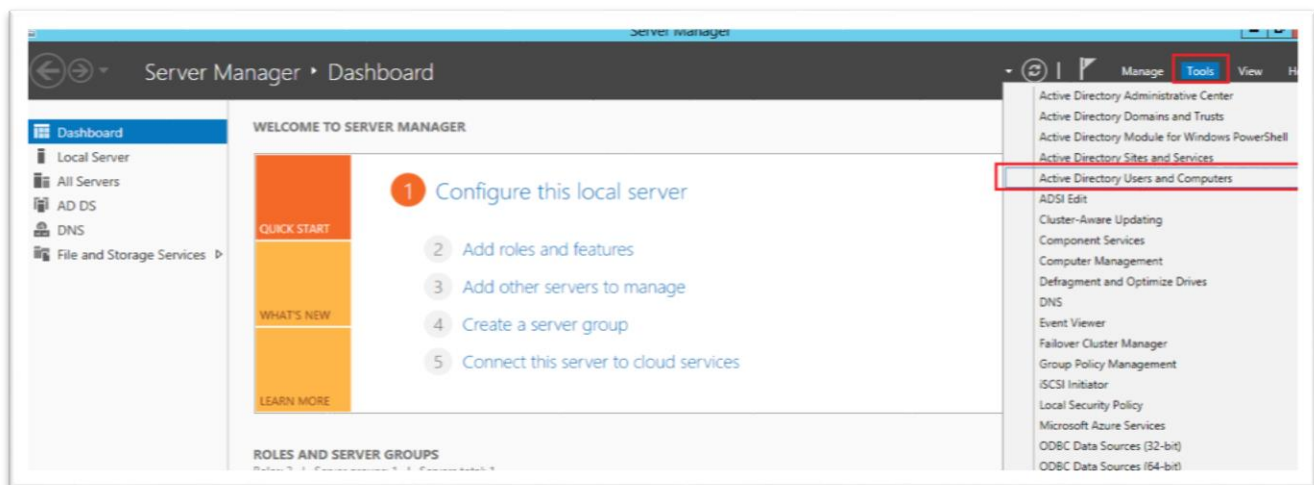 Server Manager
Server Manager • Dashboard
Manage Tools View
Dashboard
Local Server
All Servers
AD DS
DNS
File and Storage Services
WELCOME TO SERVER MANAGER
QUICK START
WHAT'S NEW
LEARN MORE
1 Configure this local server
2 Add roles and features
3 Add other servers to manage
4 Create a server group
5 Connect this server to cloud services
ROLES AND SERVER GROUPS
Active Directory Administrative Center
Active Directory Domains and Trusts
Active Directory Module for Windows PowerShell
Active Directory Sites and Services
Active Directory Users and Computers
ADSI Edit
Cluster-Aware Updating
Component Services
Computer Management
Defragment and Optimize Drives
DNS
Event Viewer
Failover Cluster Manager
Group Policy Management
iSCSI Initiator
Local Security Policy
Microsoft Azure Services
ODBC Data Sources (32-bit)
ODBC Data Sources (64-bit)